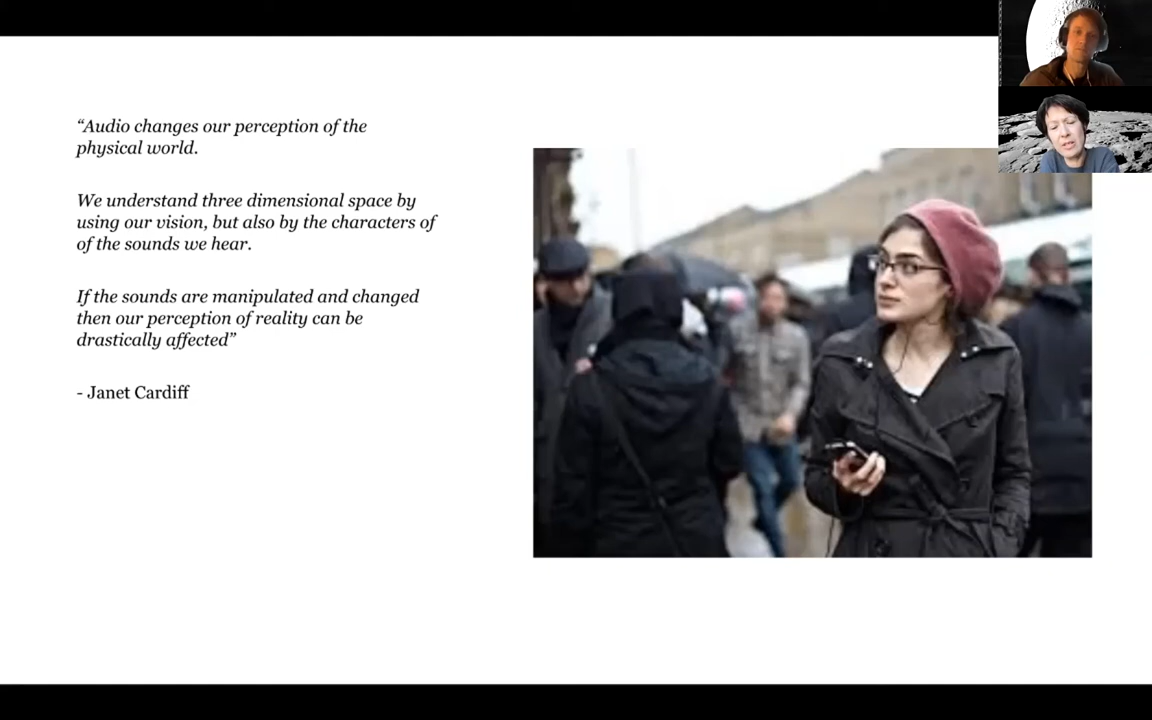 “Audio changes our perception of the
physical world.
We understand three dimensional space by
using our vision, but also by the characters of
of the sounds we hear.
If the sounds are manipulated and changed
then our perception of reality can be
drastically affected”
- Janet Cardiff